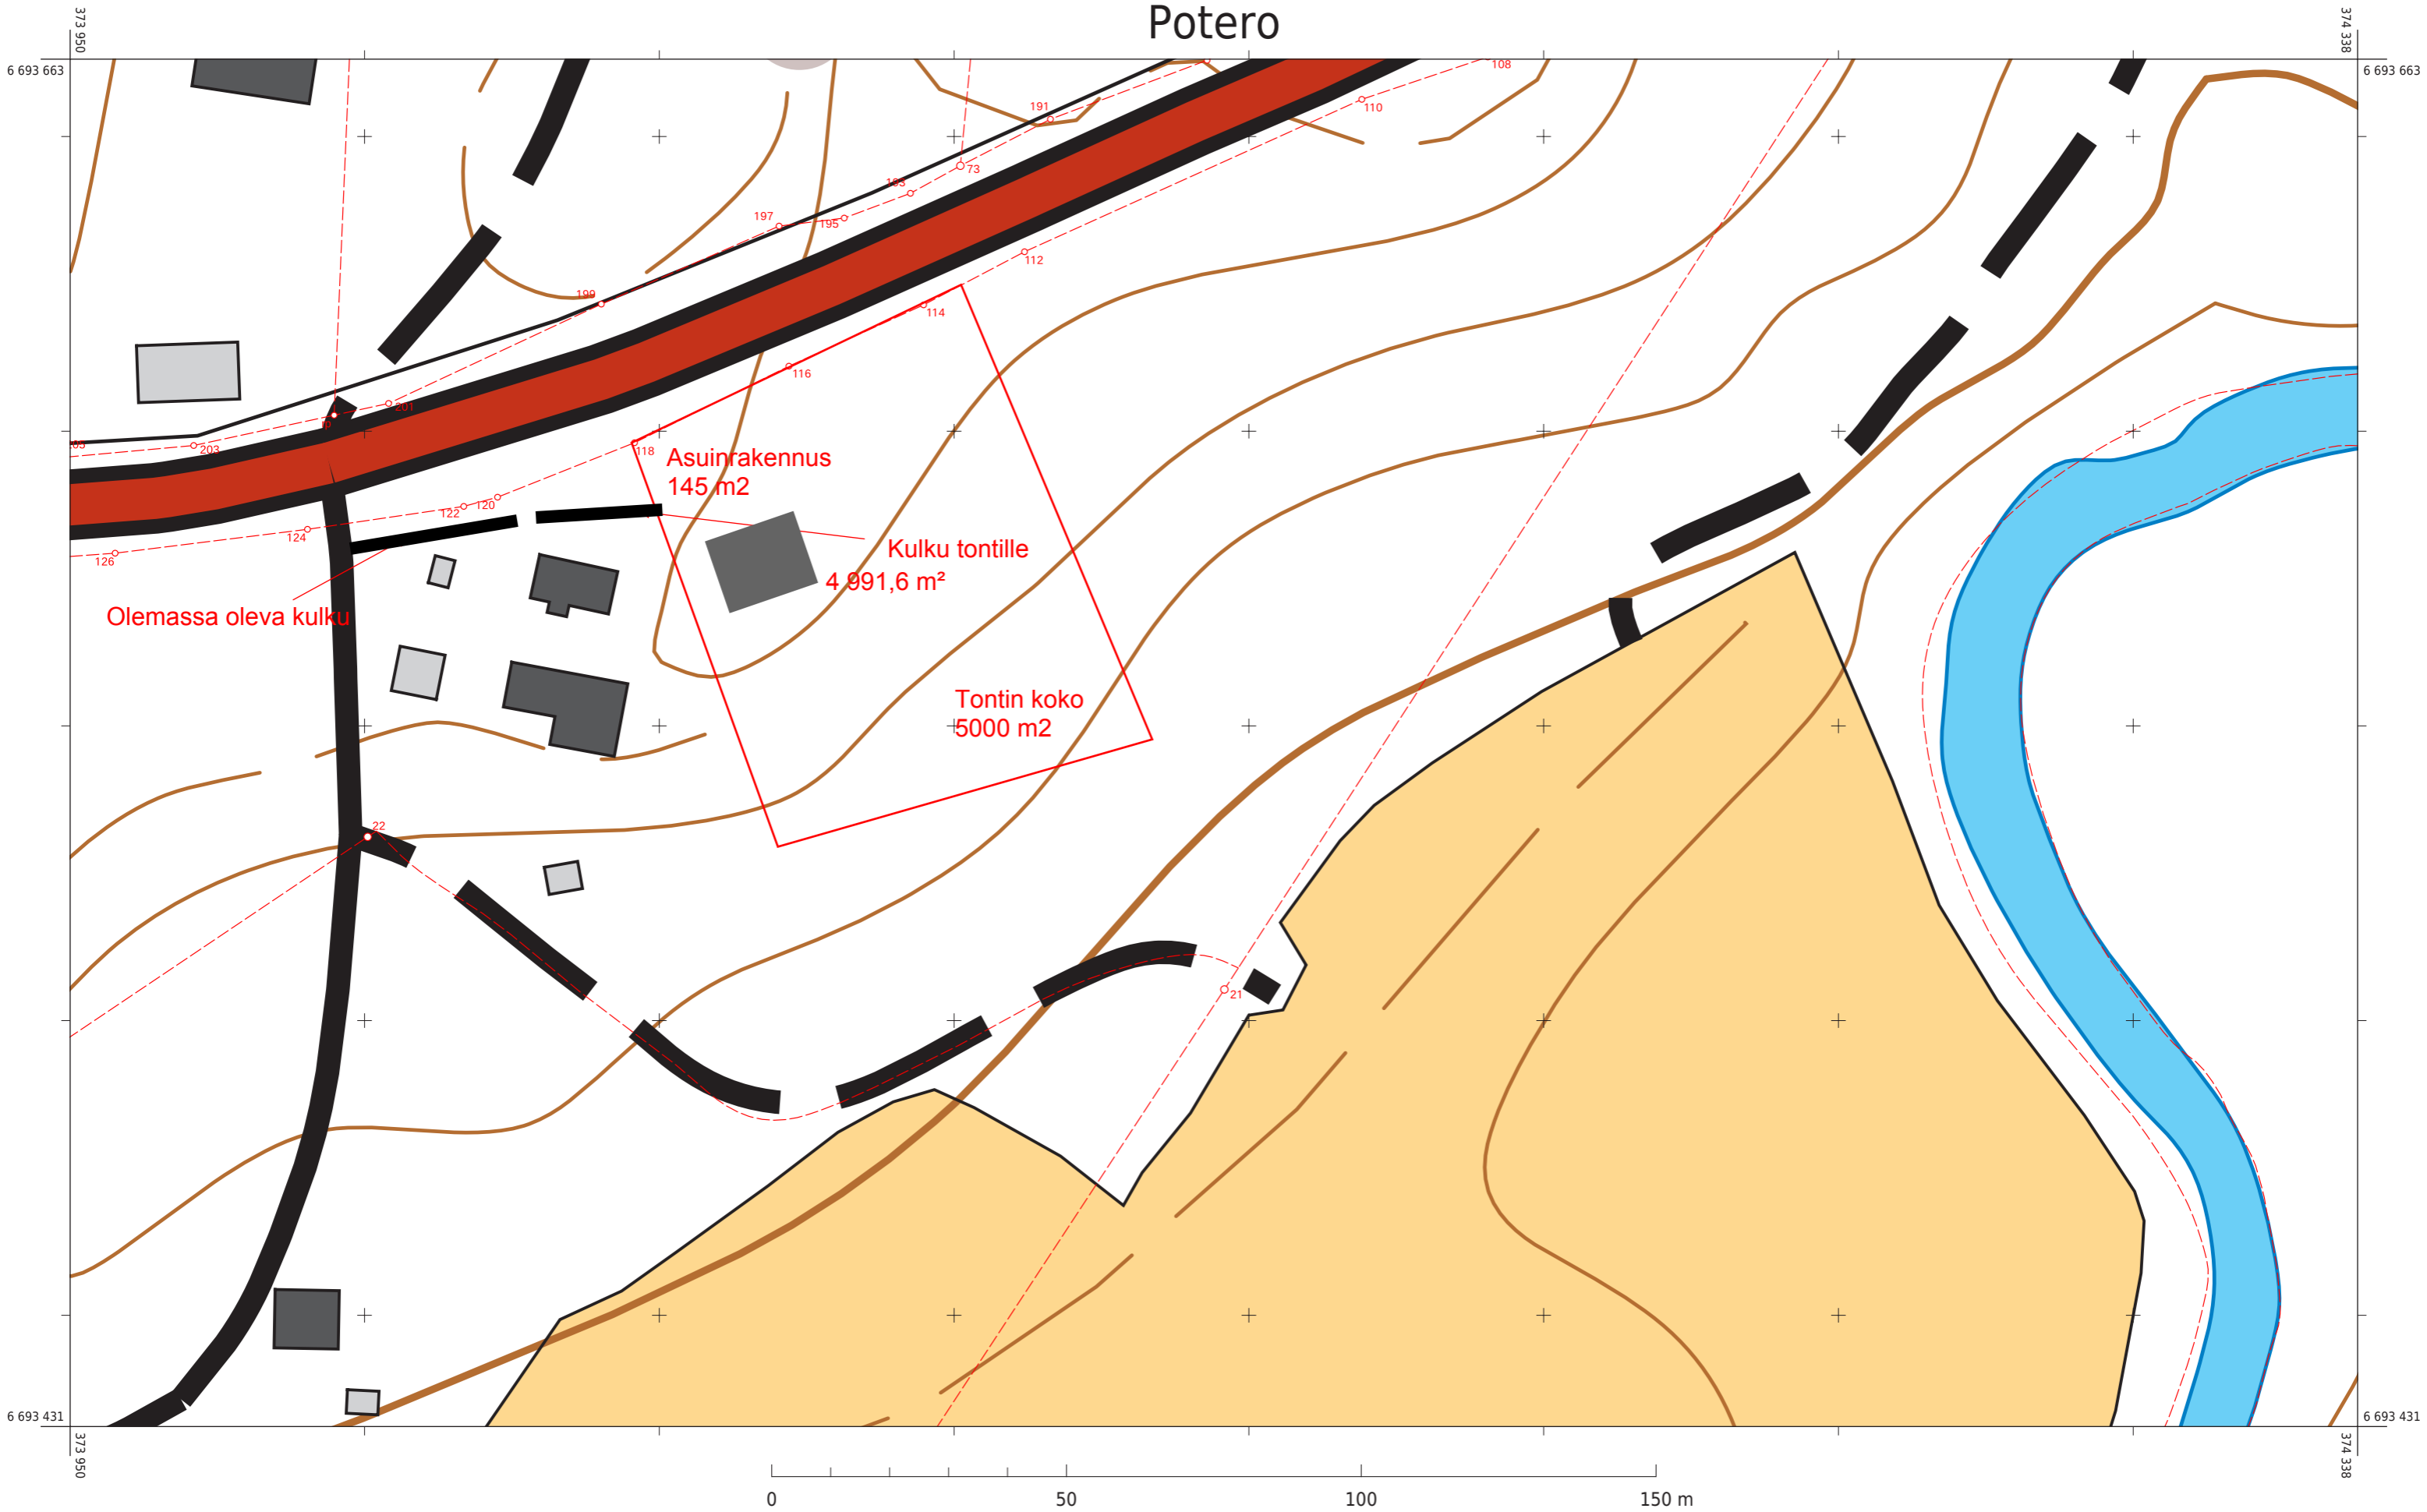 Potero
373 950
374 338
6 693 663
6 693 663
108
191
110
73
193
197
195
112
199
114
116
201
203
118
Asuinrakennus
145 m2
122
120
124
126
Kulku tontille
4 991,6 m²
Olemassa oleva kulku
Tontin koko
5000 m2
22
21
6 693 431
6 693 431
373 950
374 338
0 50 100 150 m